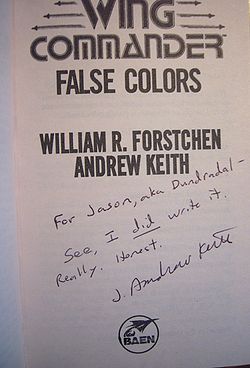 WING
COMMANDER™
FALSE COLORS
WILLIAM R. FORSTCHEN
ANDREW KEITH
For Jason, aka Dundradal -
See, I did write it.
Really. Honest.
J. Andrew Keith
BAEN